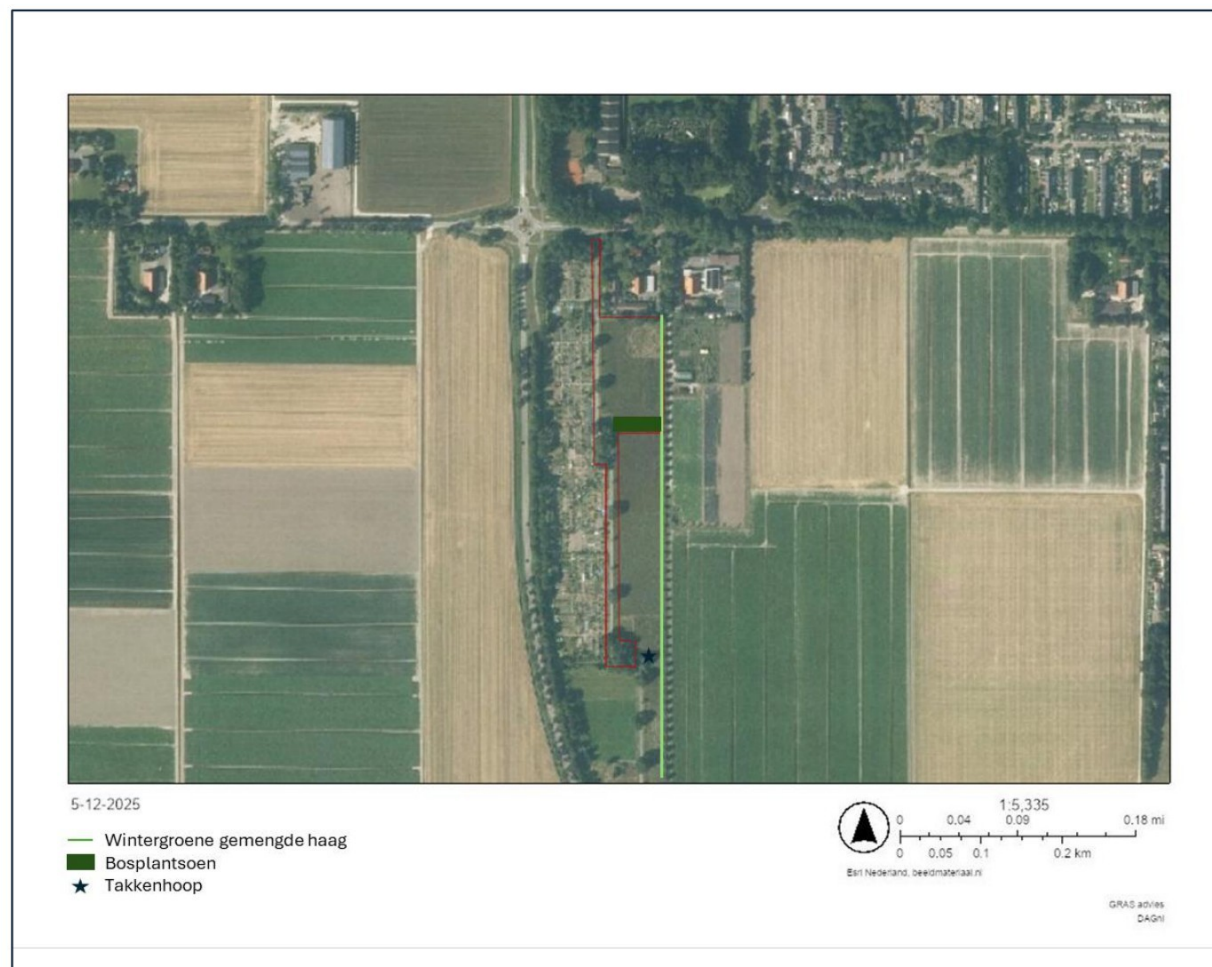 5-12-2025
Wintergroene gemengde haag
Bosplantsoen
Takkenhoop
1:5,335
0 0.04 0.09 0.18 mi
0 0.05 0.1 0.2 km
Esri Nederland, beeldmateriaal.nl
GRAS advies
DAGnl